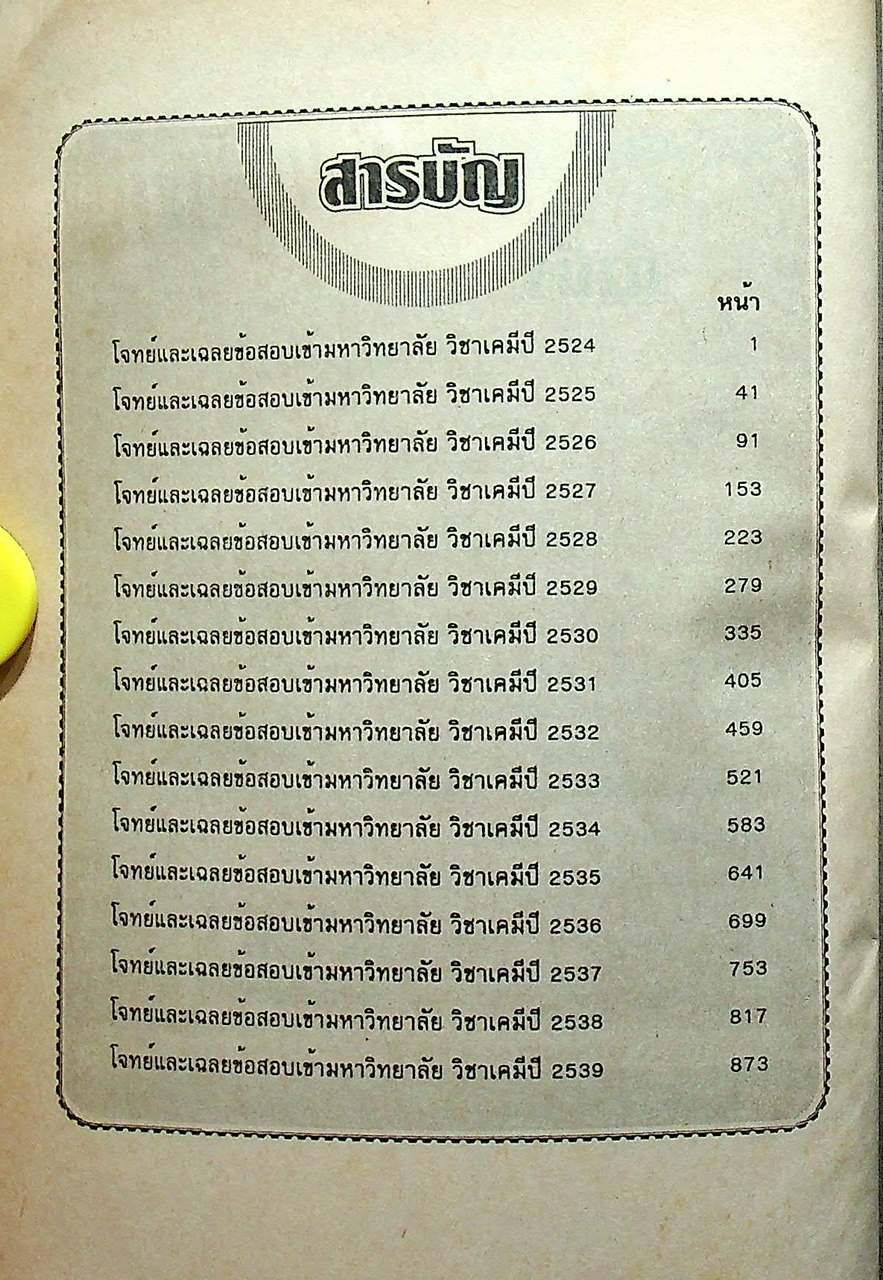 สารบัญ
หน้า
โจทย์และเฉลยข้อสอบเข้ามหาวิทยาลัย วิชาเคมีปี 2524 1
โจทย์และเฉลยข้อสอบเข้ามหาวิทยาลัย วิชาเคมีปี 2525 41
โจทย์และเฉลยข้อสอบเข้ามหาวิทยาลัย วิชาเคมีปี 2526 91
โจทย์และเฉลยข้อสอบเข้ามหาวิทยาลัย วิชาเคมีปี 2527 153
โจทย์และเฉลยข้อสอบเข้ามหาวิทยาลัย วิชาเคมีปี 2528 223
โจทย์และเฉลยข้อสอบเข้ามหาวิทยาลัย วิชาเคมีปี 2529 279
โจทย์และเฉลยข้อสอบเข้ามหาวิทยาลัย วิชาเคมีปี 2530 335
โจทย์และเฉลยข้อสอบเข้ามหาวิทยาลัย วิชาเคมีปี 2531 405
โจทย์และเฉลยข้อสอบเข้ามหาวิทยาลัย วิชาเคมีปี 2532 459
โจทย์และเฉลยข้อสอบเข้ามหาวิทยาลัย วิชาเคมีปี 2533 521
โจทย์และเฉลยข้อสอบเข้ามหาวิทยาลัย วิชาเคมีปี 2534 583
โจทย์และเฉลยข้อสอบเข้ามหาวิทยาลัย วิชาเคมีปี 2535 641
โจทย์และเฉลยข้อสอบเข้ามหาวิทยาลัย วิชาเคมีปี 2536 699
โจทย์และเฉลยข้อสอบเข้ามหาวิทยาลัย วิชาเคมีปี 2537 753
โจทย์และเฉลยข้อสอบเข้ามหาวิทยาลัย วิชาเคมีปี 2538 817
โจทย์และเฉลยข้อสอบเข้ามหาวิทยาลัย วิชาเคมีปี 2539 873